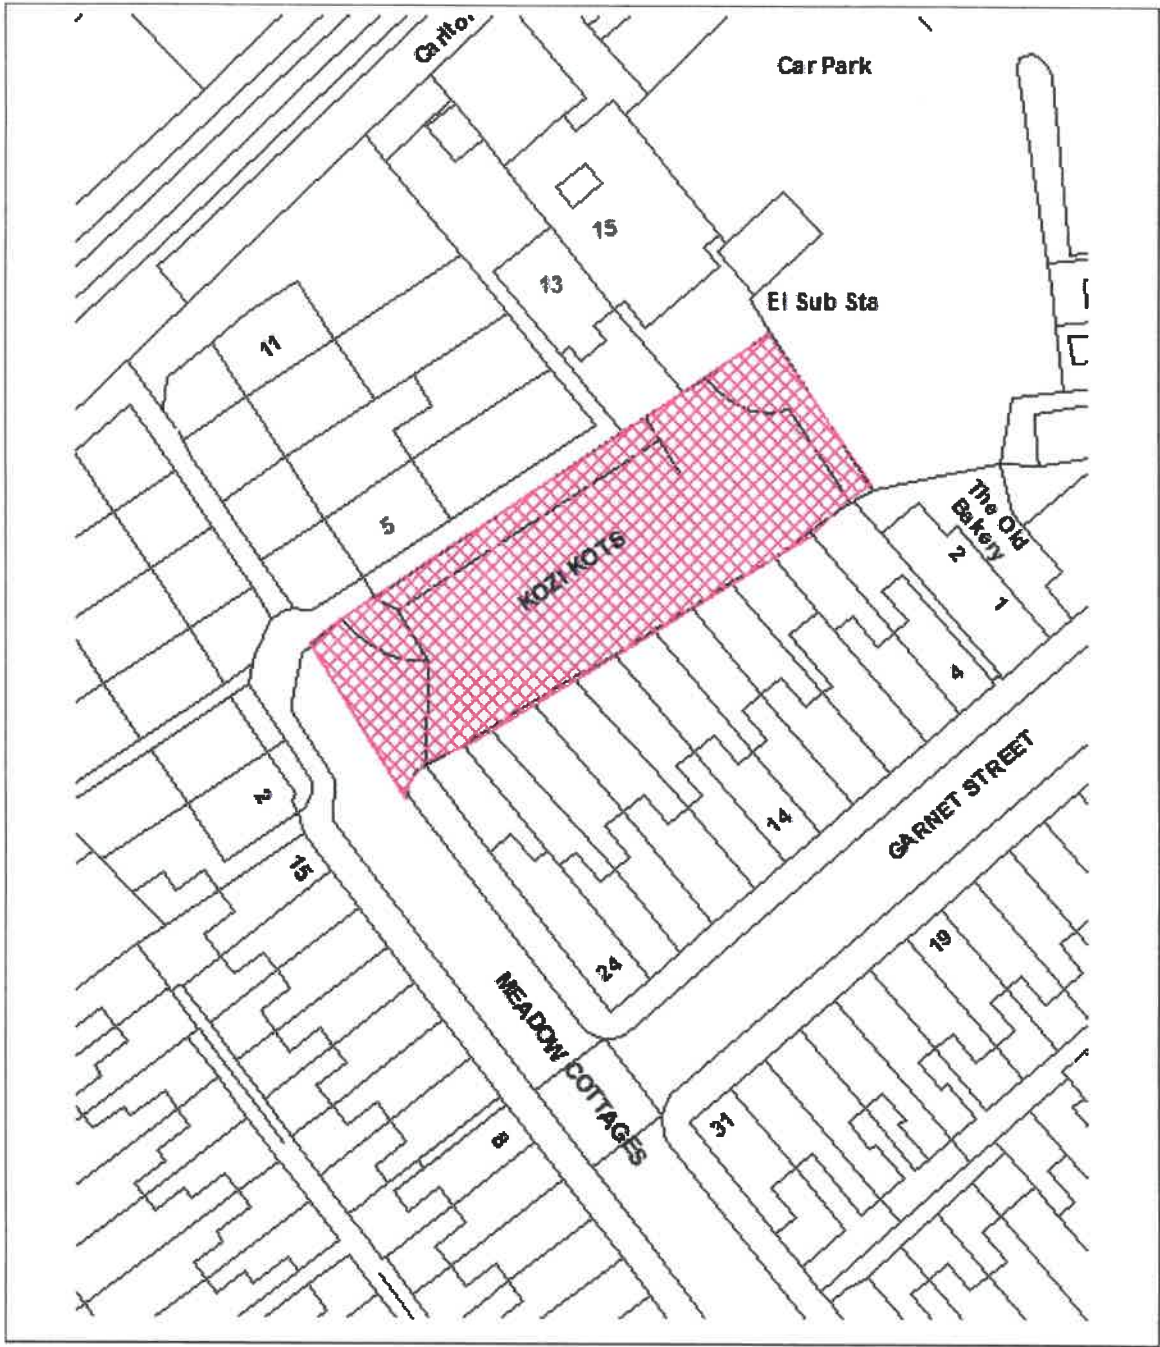 Carlto
Car Park
15
13
El Sub Sta
11
5
KOZI KOTS
The Old
Bakery
2
1
4
2
15
14
GARNET STREET
24
19
MEADOW COTTAGES
31
8